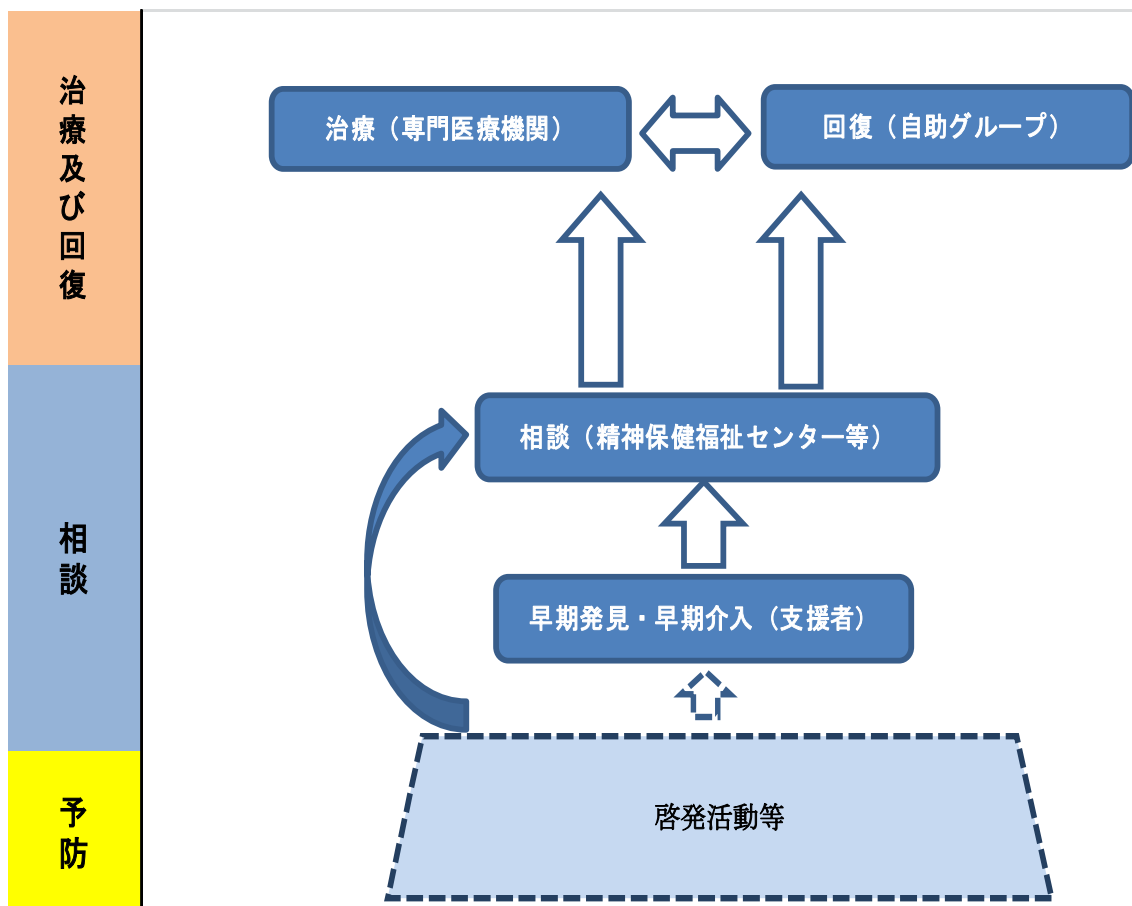 治療及び回復
治療（専門医療機関）
回復（自助グループ）
相談
相談（精神保健福祉センター等）
早期発見・早期介入（支援者）
予防
啓発活動等